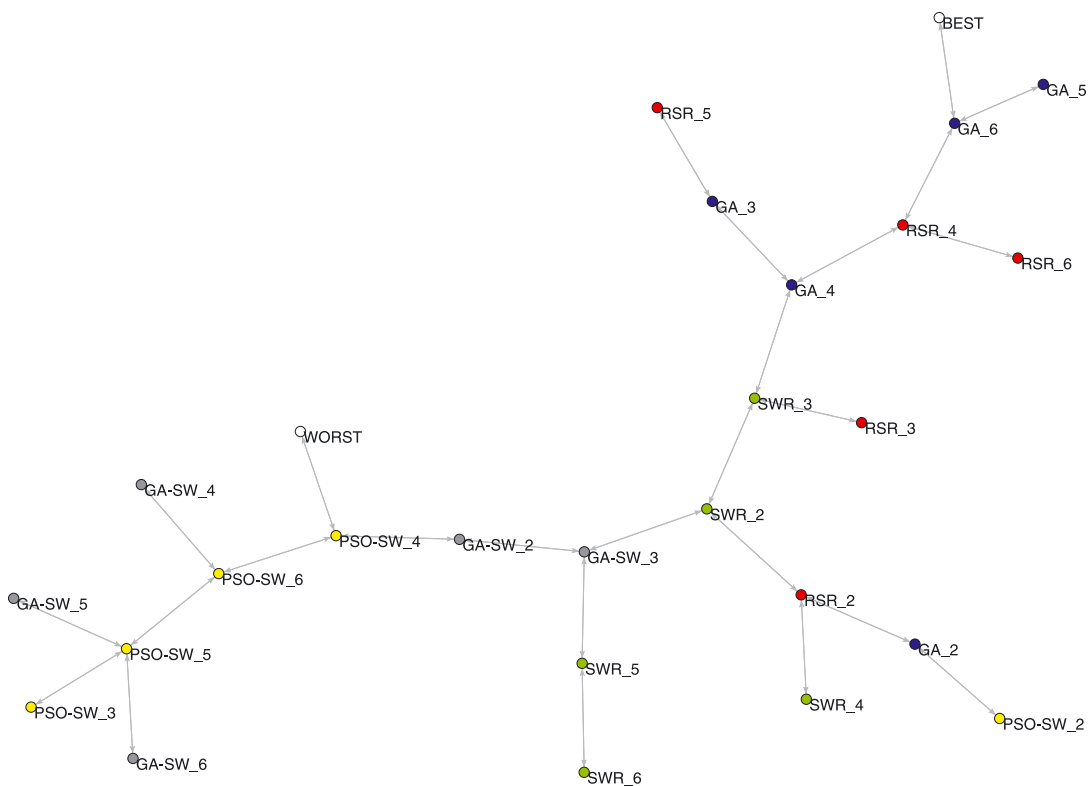 BEST
GA_5
RSR_5
GA_6
GA_3
RSR_4
RSR_6
GA_4
SWR_3
RSR_3
WORST
GA-SW_4
SWR_2
PSO-SW_4
GA-SW_2
GA-SW_3
PSO-SW_6
GA-SW_5
RSR_2
PSO-SW_5
GA_2
SWR_5
SWR_4
PSO-SW_3
PSO-SW_2
GA-SW_6
SWR_6